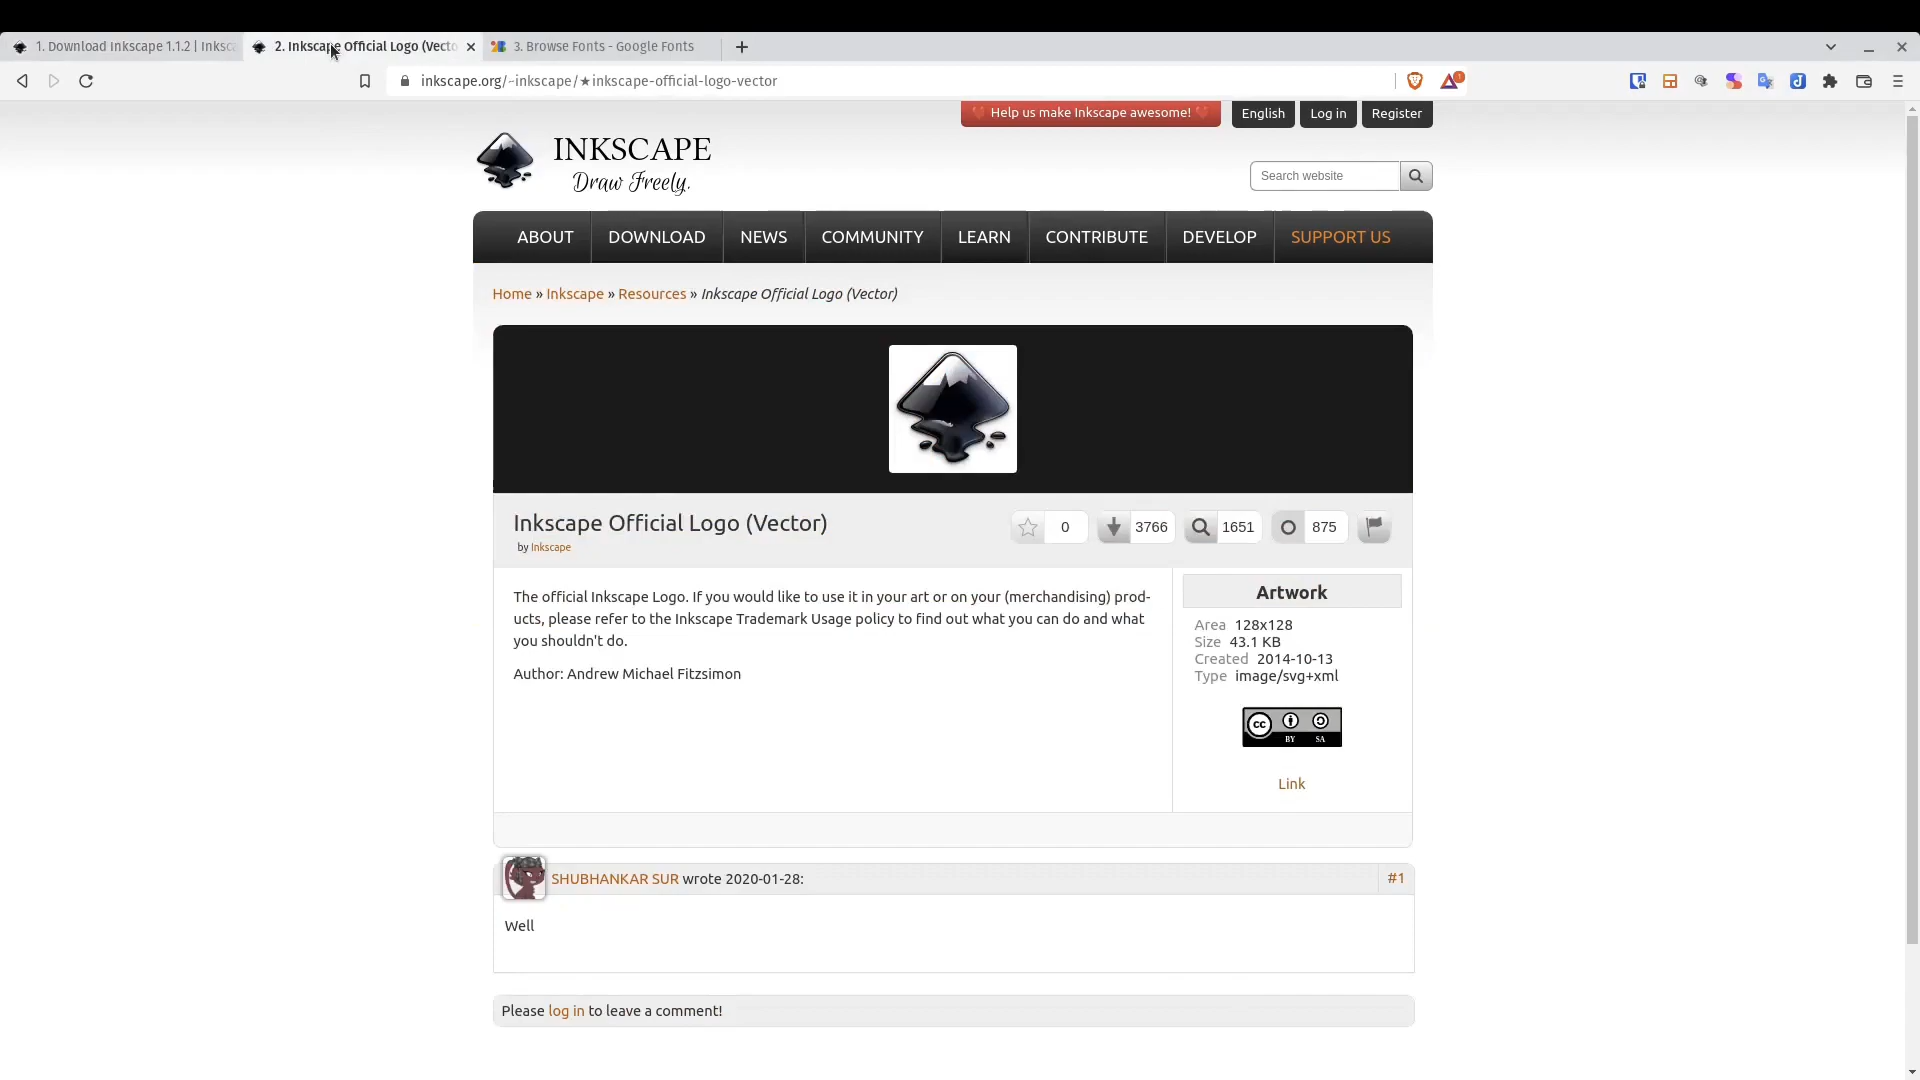 1. Download Inkscape 1.1.2 | Inksc
2. Inkscape Official Logo (Vecto
3. Browse Fonts - Google Fonts
inkscape.org/~inkscape/★inkscape-official-logo-vector
Help us make Inkscape awesome!
English
Log in
Register
INKSCAPE
Draw Freely.
Search website
ABOUT
DOWNLOAD
NEWS
COMMUNITY
LEARN
CONTRIBUTE
DEVELOP
SUPPORT US
Home » Inkscape » Resources » Inkscape Official Logo (Vector)
Inkscape Official Logo (Vector)
0
3766
1651
875
by Inkscape
The official Inkscape Logo. If you would like to use it in your art or on your (merchandising) prod-
ucts, please refer to the Inkscape Trademark Usage policy to find out what you can do and what
you shouldn't do.
Author: Andrew Michael Fitzsimon
Artwork
Area 128x128
Size 43.1 KB
Created 2014-10-13
Type image/svg+xml
cc
BY SA
Link
SHUBHANKAR SUR wrote 2020-01-28:
#1
Well
Please log in to leave a comment!